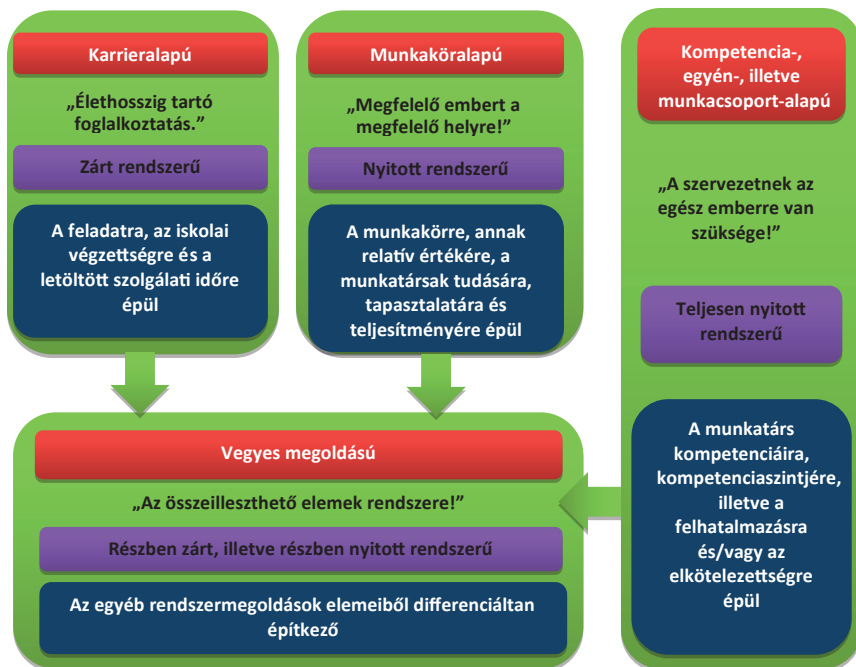 Karrieralapú
„Élethosszig tartó
foglalkoztatás.”
Zárt rendszerű
A feladatra, az iskolai
végzettségre és a
letöltött szolgálati időre
épül
Munkaköralapú
„Megfelelő embert a
megfelelő helyre!”
Nyitott rendszerű
A munkakörre, annak
relatív értékére, a
munkatársak tudására,
tapasztalatára és
teljesítményére épül
Kompetencia-,
egyén-, illetve
munkacsoport-alapú
„A szervezetnek az
egész emberre van
szüksége!”
Teljesen nyitott
rendszerű
A munkatárs
kompetenciáira,
kompetenciaszintjére,
illetve a
felhatalmazásra
és/vagy az
elkötelezettségre
épül
Vegyes megoldású
„Az összeilleszthető elemek rendszere!”
Részben zárt, illetve részben nyitott rendszerű
Az egyéb rendszermegoldások elemeiből differenciáltan
építkező